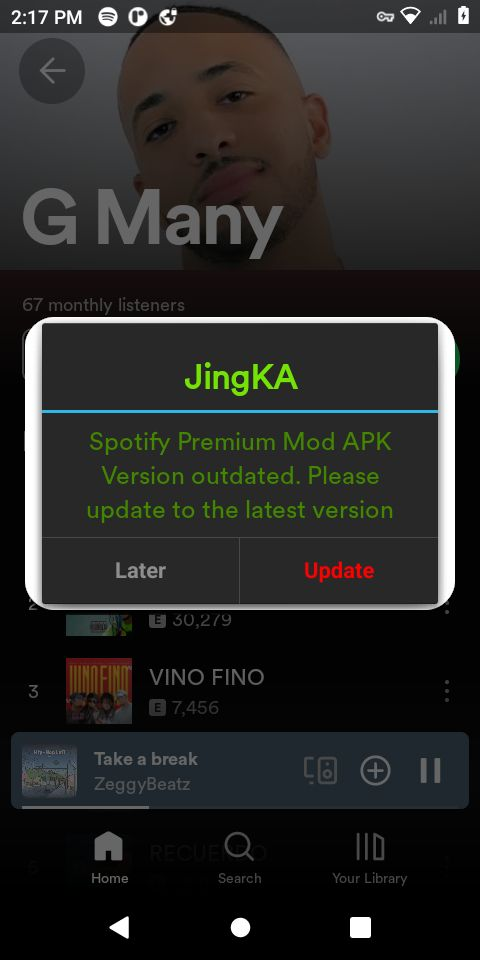 2:17 PM
G Many
67 monthly listeners
JingKA
Spotify Premium Mod APK
Version outdated. Please
update to the latest version
Later
Update
2
E 30,279
3
VINO FINO
E 7,456
Take a break
ZeggyBeatz
5
RECUERDO
Home
Search
Your Library